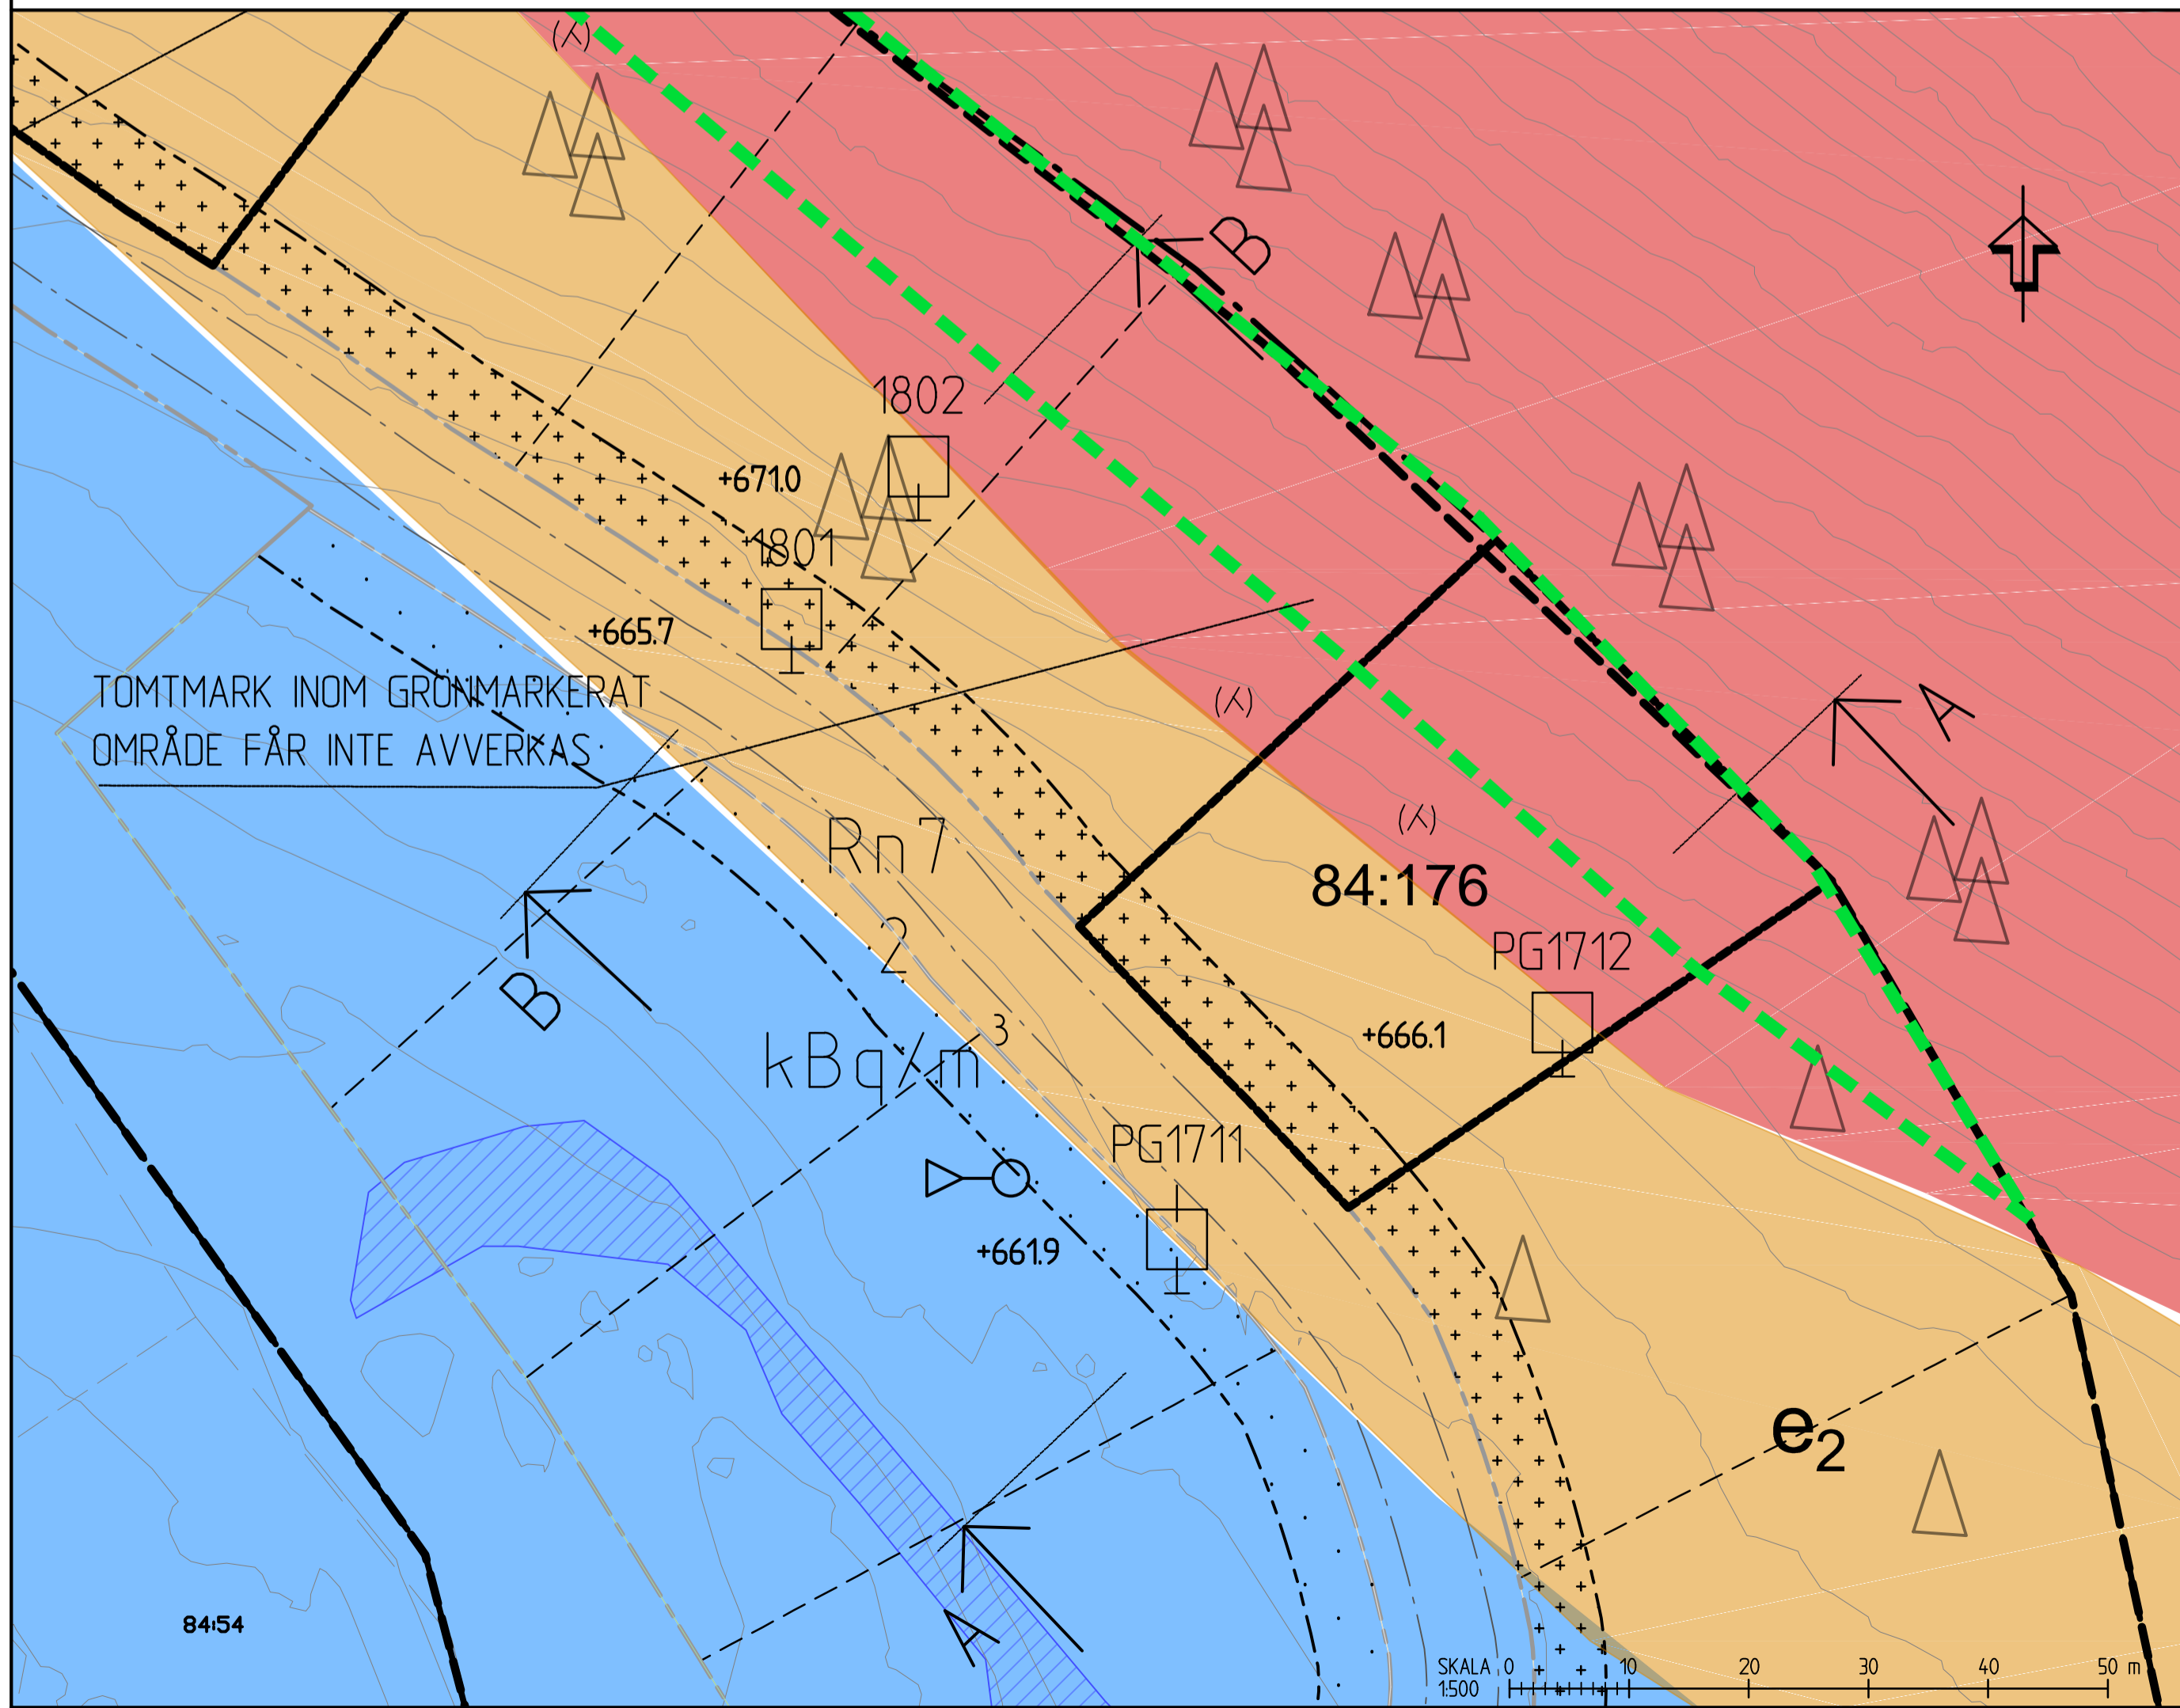 B
1802
+671.0
1801
+665.7
TOMTMARK INOM GRÖNMARKERAT
OMRÅDE FÅR INTE AVVERKAS
A
Rn7
84:176
2
PG1712
B
+666.1
kBq/m³
PG1711
+661.9
e₂
84:54
A
SKALA 0 10 20 30 40 50 m
1:500